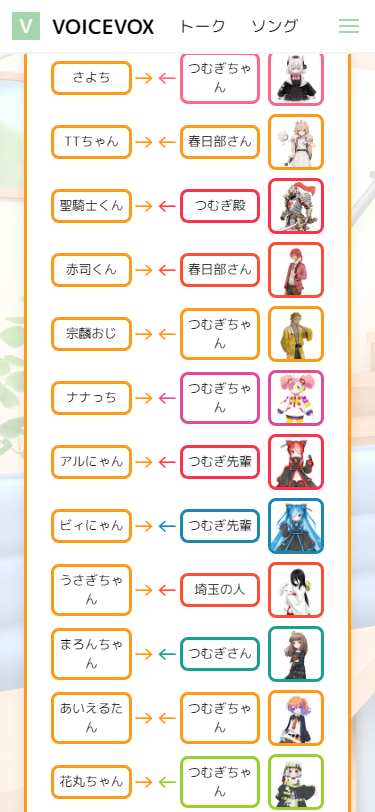 V VOICEVOX トーク ソング
さよち → ← つむぎちゃ
ん
TTちゃん → ← 春日部さん
聖騎士くん → ← つむぎ殿
赤司くん → ← 春日部さん
宗麟おじ → ← つむぎちゃ
ん
ナナっち → ← つむぎちゃ
ん
アルにゃん → ← つむぎ先輩
ビィにゃん → ← つむぎ先輩
うさぎちゃ
ん → ← 埼玉の人
まろんちゃ
ん → ← つむぎさん
あいえるた
ん → ← つむぎちゃ
ん
花丸ちゃん → ← つむぎちゃ
ん